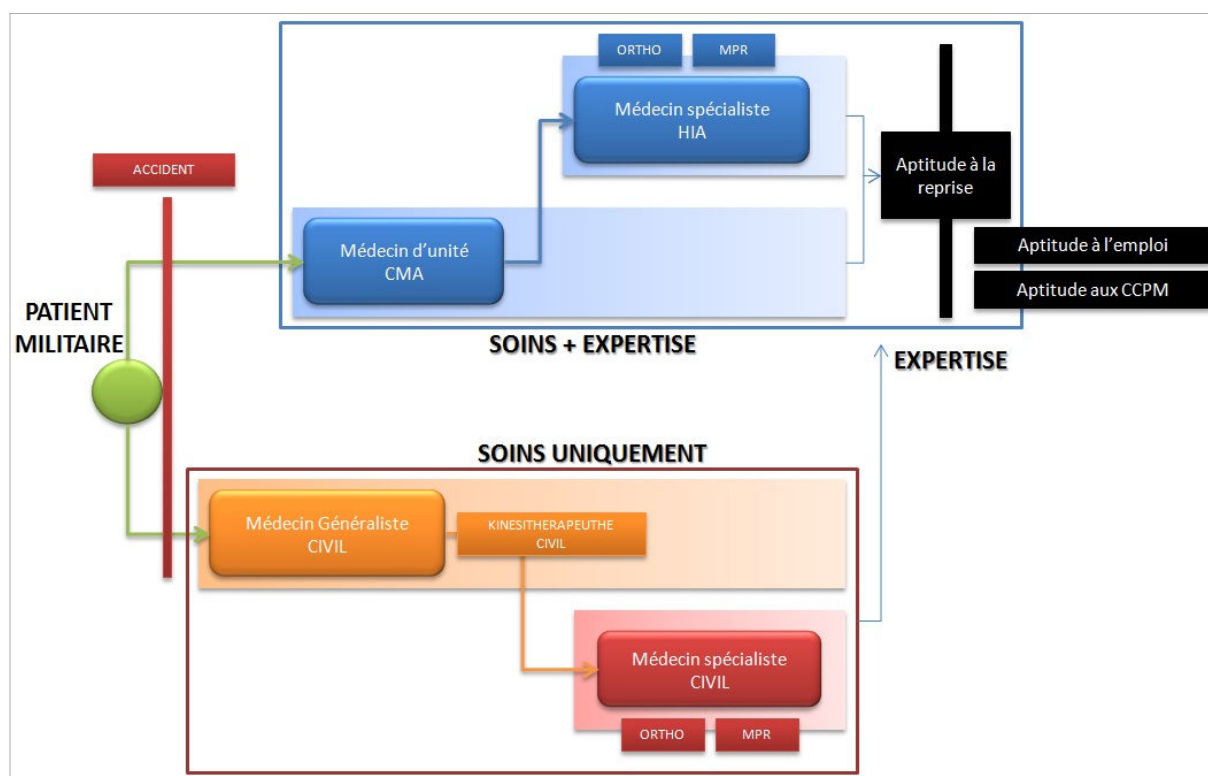 ORTHO
MPR
Médecin spécialiste
HIA
ACCIDENT
Aptitude à la
reprise
Médecin d'unité
CMA
Aptitude à l'emploi
Aptitude aux CCPM
PATIENT
MILITAIRE
SOINS + EXPERTISE
EXPERTISE
SOINS UNIQUEMENT
Médecin Généraliste
CIVIL
KINESITHERAPEUTHE
CIVIL
Médecin spécialiste
CIVIL
ORTHO
MPR